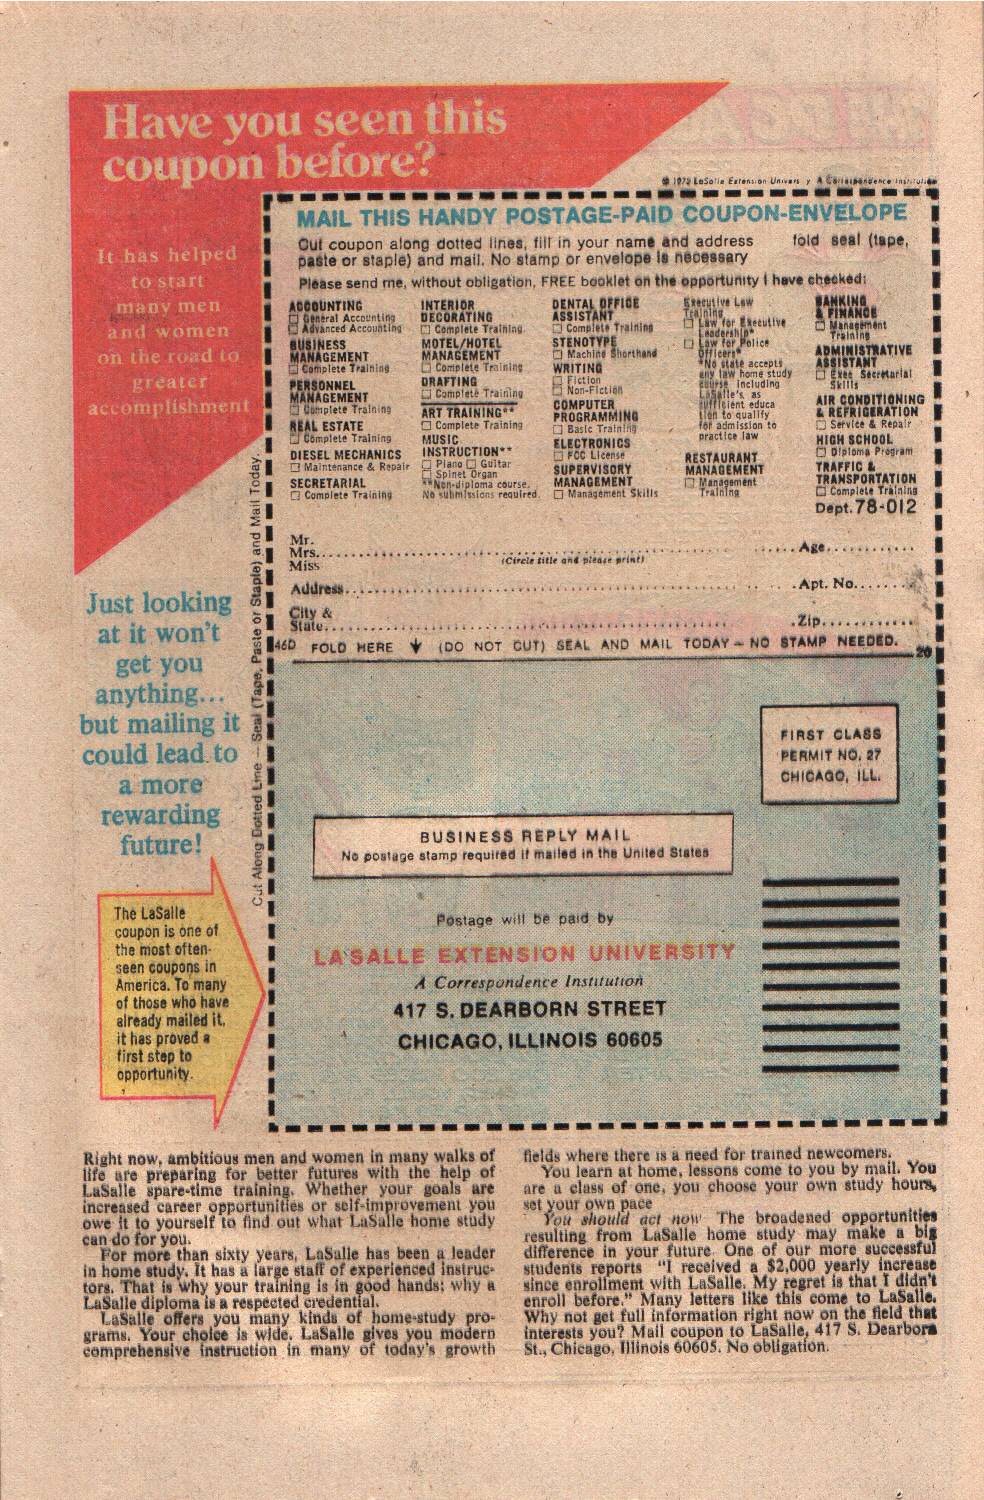 Have you seen this
coupon before?
It has helped
to start
many men
and women
on the road to
greater
accomplishment
Just looking
at it won't
get you
anything...
but mailing it
could lead to
a more
rewarding
future!
The LaSalle
coupon is one of
the most often-
seen coupons in
America. To many
of those who have
already mailed it,
it has proved a
first step to
opportunity.
LaSalle Extension A Correspondence Institution
MAIL THIS HANDY POSTAGE-PAID COUPON-ENVELOPE
Cut coupon along dotted lines, fill in your name and address fold seal (tape,
paste or staple) and mail. No stamp or envelope is necessary
Please send me, without obligation, FREE booklet on the opportunity I have checked:
ACCOUNTING
☐ General Accounting
☐ Advanced Accounting
BUSINESS
MANAGEMENT
☐ Complete Training
PERSONNEL
MANAGEMENT
☐ Complete Training
REAL ESTATE
☐ Complete Training
DIESEL MECHANICS
☐ Maintenance & Repair
SECRETARIAL
☐ Complete Training
INTERIOR
DECORATING
☐ Complete Training
MOTEL/HOTEL
MANAGEMENT
☐ Complete Training
DRAFTING
☐ Complete Training
ART TRAINING**
☐ Complete Training
MUSIC
INSTRUCTION**
☐ Piano ☐ Guitar
☐ Spinet Organ
**Non-diploma course.
No submissions required.
DENTAL OFFICE
ASSISTANT
☐ Complete Training
STENOTYPE
☐ Machine Shorthand
WRITING
☐ Fiction
☐ Non-Fiction
COMPUTER
PROGRAMMING
☐ Basic Training
ELECTRONICS
☐ FCC License
SUPERVISORY
MANAGEMENT
☐ Management Skills
Executive Law
Training
☐ Law for Executive
Leadership*
☐ Law for Police
Officers*
*No state accepts
any law home study
course including
LaSalle's, as
sufficient educa
tion to qualify
for admission to
practice law
RESTAURANT
MANAGEMENT
☐ Management
Training
BANKING
& FINANCE
☐ Management
Training
ADMINISTRATIVE
ASSISTANT
☐ Exec Secretarial
Skills
AIR CONDITIONING
& REFRIGERATION
☐ Service & Repair
HIGH SCHOOL
☐ Diploma Program
TRAFFIC &
TRANSPORTATION
☐ Complete Training
Dept. 78-012
Mr.
Mrs. Age
Miss (Circle title and please print)
Address Apt. No.
City &
State Zip
46D FOLD HERE ↓ (DO NOT CUT) SEAL AND MAIL TODAY – NO STAMP NEEDED. 20
Cut Along Dotted Line – Seal (Tape, Paste or Staple) and Mail Today.
FIRST CLASS
PERMIT NO. 27
CHICAGO, ILL.
BUSINESS REPLY MAIL
No postage stamp required if mailed in the United States
Postage will be paid by
LASALLE EXTENSION UNIVERSITY
A Correspondence Institution
417 S. DEARBORN STREET
CHICAGO, ILLINOIS 60605
Right now, ambitious men and women in many walks of
life are preparing for better futures with the help of
LaSalle spare-time training. Whether your goals are
increased career opportunities or self-improvement you
owe it to yourself to find out what LaSalle home study
can do for you.
For more than sixty years, LaSalle has been a leader
in home study. It has a large staff of experienced instruc-
tors. That is why your training is in good hands; why a
LaSalle diploma is a respected credential.
LaSalle offers you many kinds of home-study pro-
grams. Your choice is wide. LaSalle gives you modern
comprehensive instruction in many of today's growth
fields where there is a need for trained newcomers.
You learn at home, lessons come to you by mail. You
are a class of one, you choose your own study hours,
set your own pace
You should act now The broadened opportunities
resulting from LaSalle home study may make a big
difference in your future One of our more successful
students reports "I received a $2,000 yearly increase
since enrollment with LaSalle. My regret is that I didn't
enroll before." Many letters like this come to LaSalle.
Why not get full information right now on the field that
interests you? Mail coupon to LaSalle, 417 S. Dearborn
St., Chicago, Illinois 60605. No obligation.